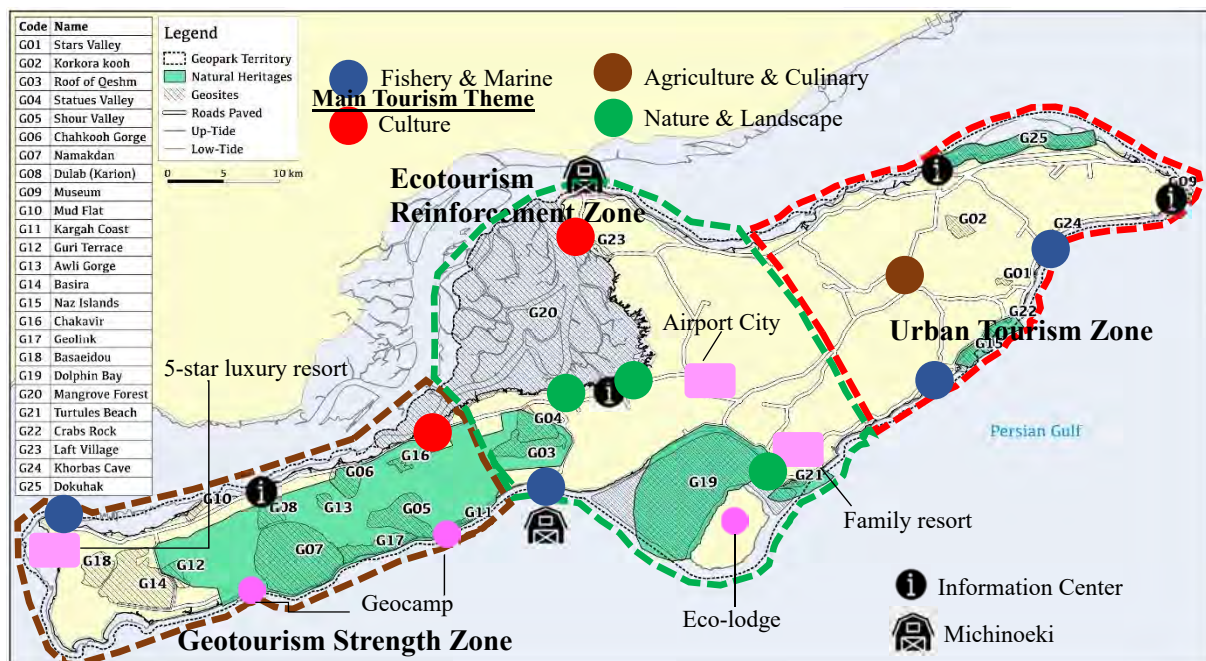 Code Name
G01 Stars Valley
G02 Korkora kooh
G03 Roof of Qeshm
G04 Statues Valley
G05 Shour Valley
G06 Chahkooh Gorge
G07 Namakdan
G08 Dulab (Karion)
G09 Museum
G10 Mud Flat
G11 Kargah Coast
G12 Guri Terrace
G13 Awli Gorge
G14 Basira
G15 Naz Islands
G16 Chakavir
G17 Geolink
G18 Basaeidou
G19 Dolphin Bay
G20 Mangrove Forest
G21 Turtules Beach
G22 Crabs Rock
G23 Laft Village
G24 Khorbas Cave
G25 Dokuhak
Legend
Geopark Territory
Natural Heritages
Geosites
Roads Paved
Up-Tide
Low-Tide
0 5 10 km
Main Tourism Theme
Fishery & Marine
Culture
Agriculture & Culinary
Nature & Landscape
Ecotourism
Reinforcement Zone
G25
G09
G02
G24
G23
G01
G20
Airport City
G22
Urban Tourism Zone
G15
5-star luxury resort
G04
Persian Gulf
G16
G03
G06
G19
G21
G10
G08
G13
G05
G11
Family resort
G07
G17
G18
G12
G14
Information Center
Geocamp
Eco-lodge
Geotourism Strength Zone
Michinoeki